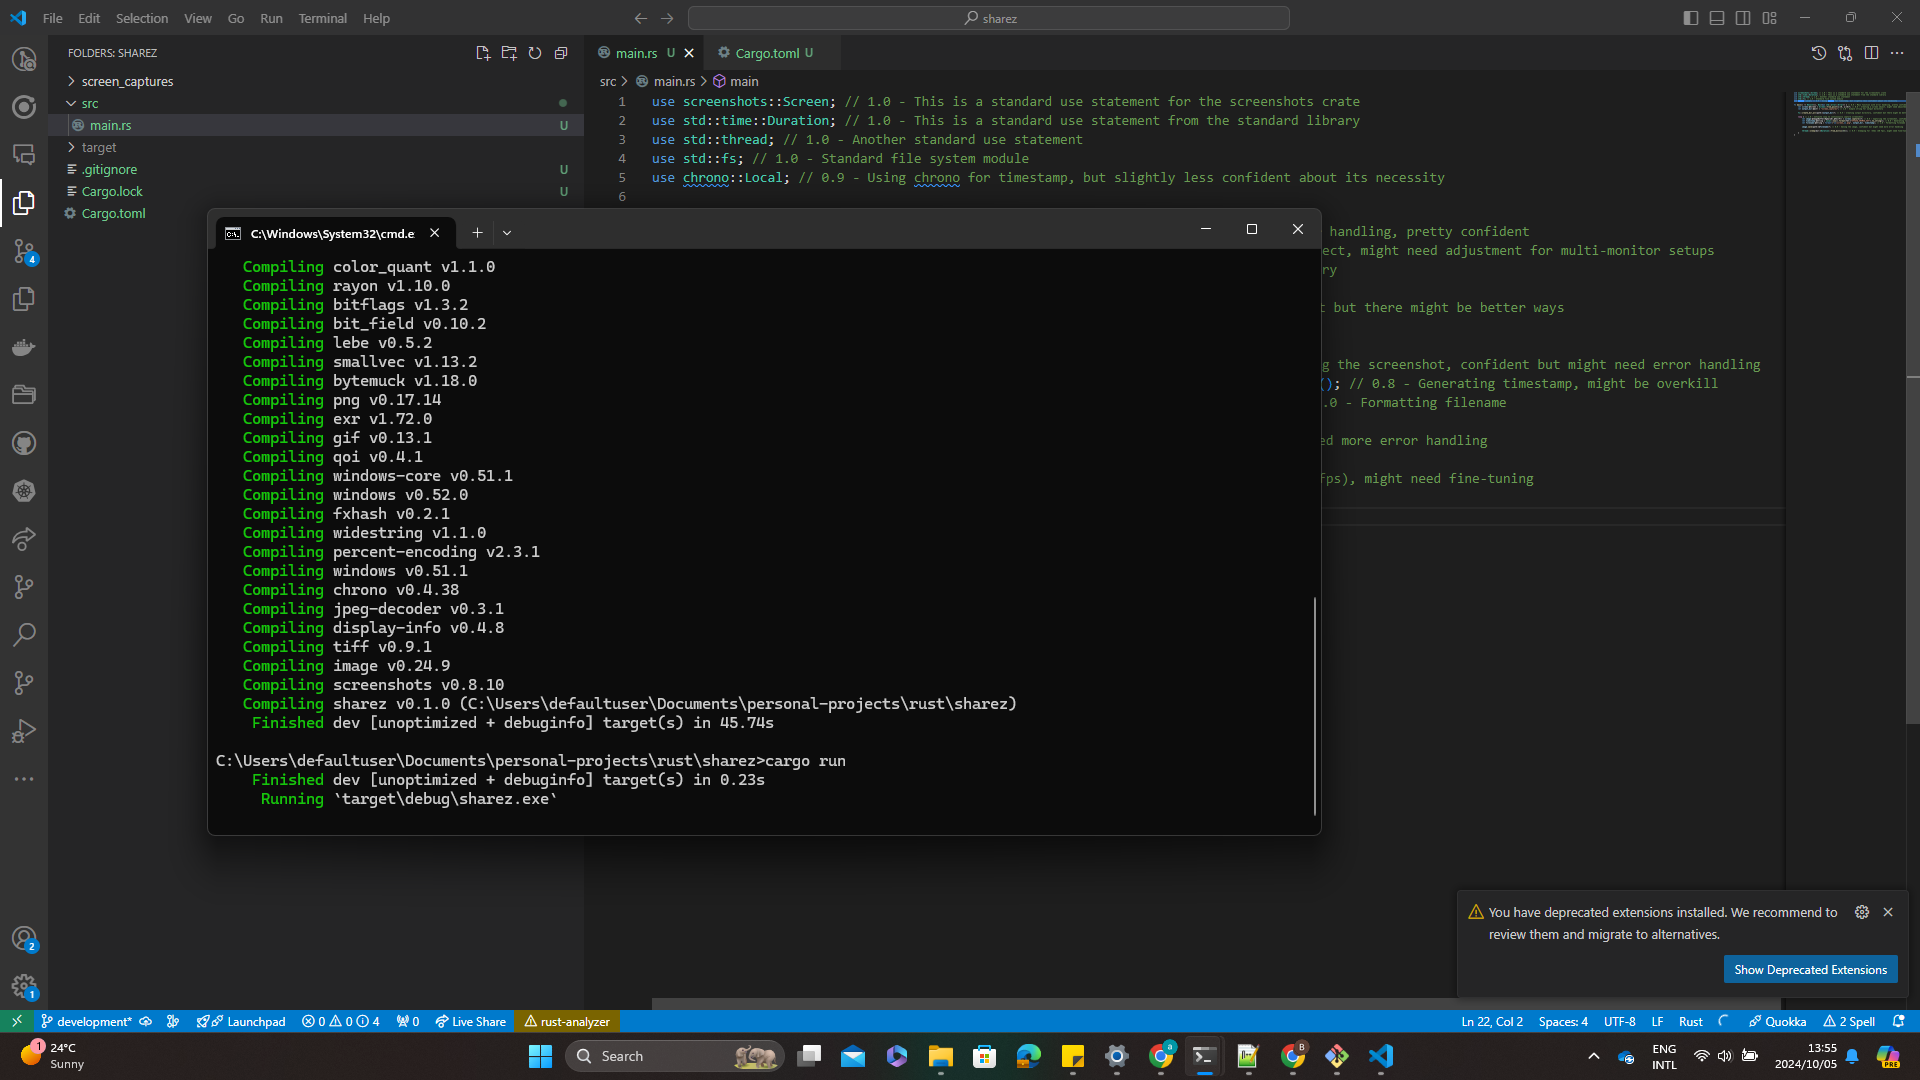 File Edit Selection View Go Run Terminal Help
sharez
FOLDERS: SHAREZ
screen_captures
src
main.rs U
target
.gitignore U
Cargo.lock U
Cargo.toml
main.rs U
Cargo.toml U
src > main.rs > main
1 use screenshots::Screen; // 1.0 - This is a standard use statement for the screenshots crate
2 use std::time::Duration; // 1.0 - This is a standard use statement from the standard library
3 use std::thread; // 1.0 - Another standard use statement
4 use std::fs; // 1.0 - Standard file system module
5 use chrono::Local; // 0.9 - Using chrono for timestamp, but slightly less confident about its necessity
6
handling, pretty confident
ect, might need adjustment for multi-monitor setups
ry
but there might be better ways
g the screenshot, confident but might need error handling
(); // 0.8 - Generating timestamp, might be overkill
.0 - Formatting filename
ed more error handling
fps), might need fine-tuning
C:\Windows\System32\cmd.e
Compiling color_quant v1.1.0
Compiling rayon v1.10.0
Compiling bitflags v1.3.2
Compiling bit_field v0.10.2
Compiling lebe v0.5.2
Compiling smallvec v1.13.2
Compiling bytemuck v1.18.0
Compiling png v0.17.14
Compiling exr v1.72.0
Compiling gif v0.13.1
Compiling qoi v0.4.1
Compiling windows-core v0.51.1
Compiling windows v0.52.0
Compiling fxhash v0.2.1
Compiling widestring v1.1.0
Compiling percent-encoding v2.3.1
Compiling windows v0.51.1
Compiling chrono v0.4.38
Compiling jpeg-decoder v0.3.1
Compiling display-info v0.4.8
Compiling tiff v0.9.1
Compiling image v0.24.9
Compiling screenshots v0.8.10
Compiling sharez v0.1.0 (C:\Users\defaultuser\Documents\personal-projects\rust\sharez)
Finished dev [unoptimized + debuginfo] target(s) in 45.74s
C:\Users\defaultuser\Documents\personal-projects\rust\sharez>cargo run
Finished dev [unoptimized + debuginfo] target(s) in 0.23s
Running `target\debug\sharez.exe`
4
2
1
You have deprecated extensions installed. We recommend to
review them and migrate to alternatives.
Show Deprecated Extensions
development* Launchpad 0 0 4 0 Live Share rust-analyzer
Ln 22, Col 2 Spaces: 4 UTF-8 LF Rust Quokka 2 Spell
1
24°C
Sunny
Search
a
B
ENG
INTL
13:55
2024/10/05
PRE